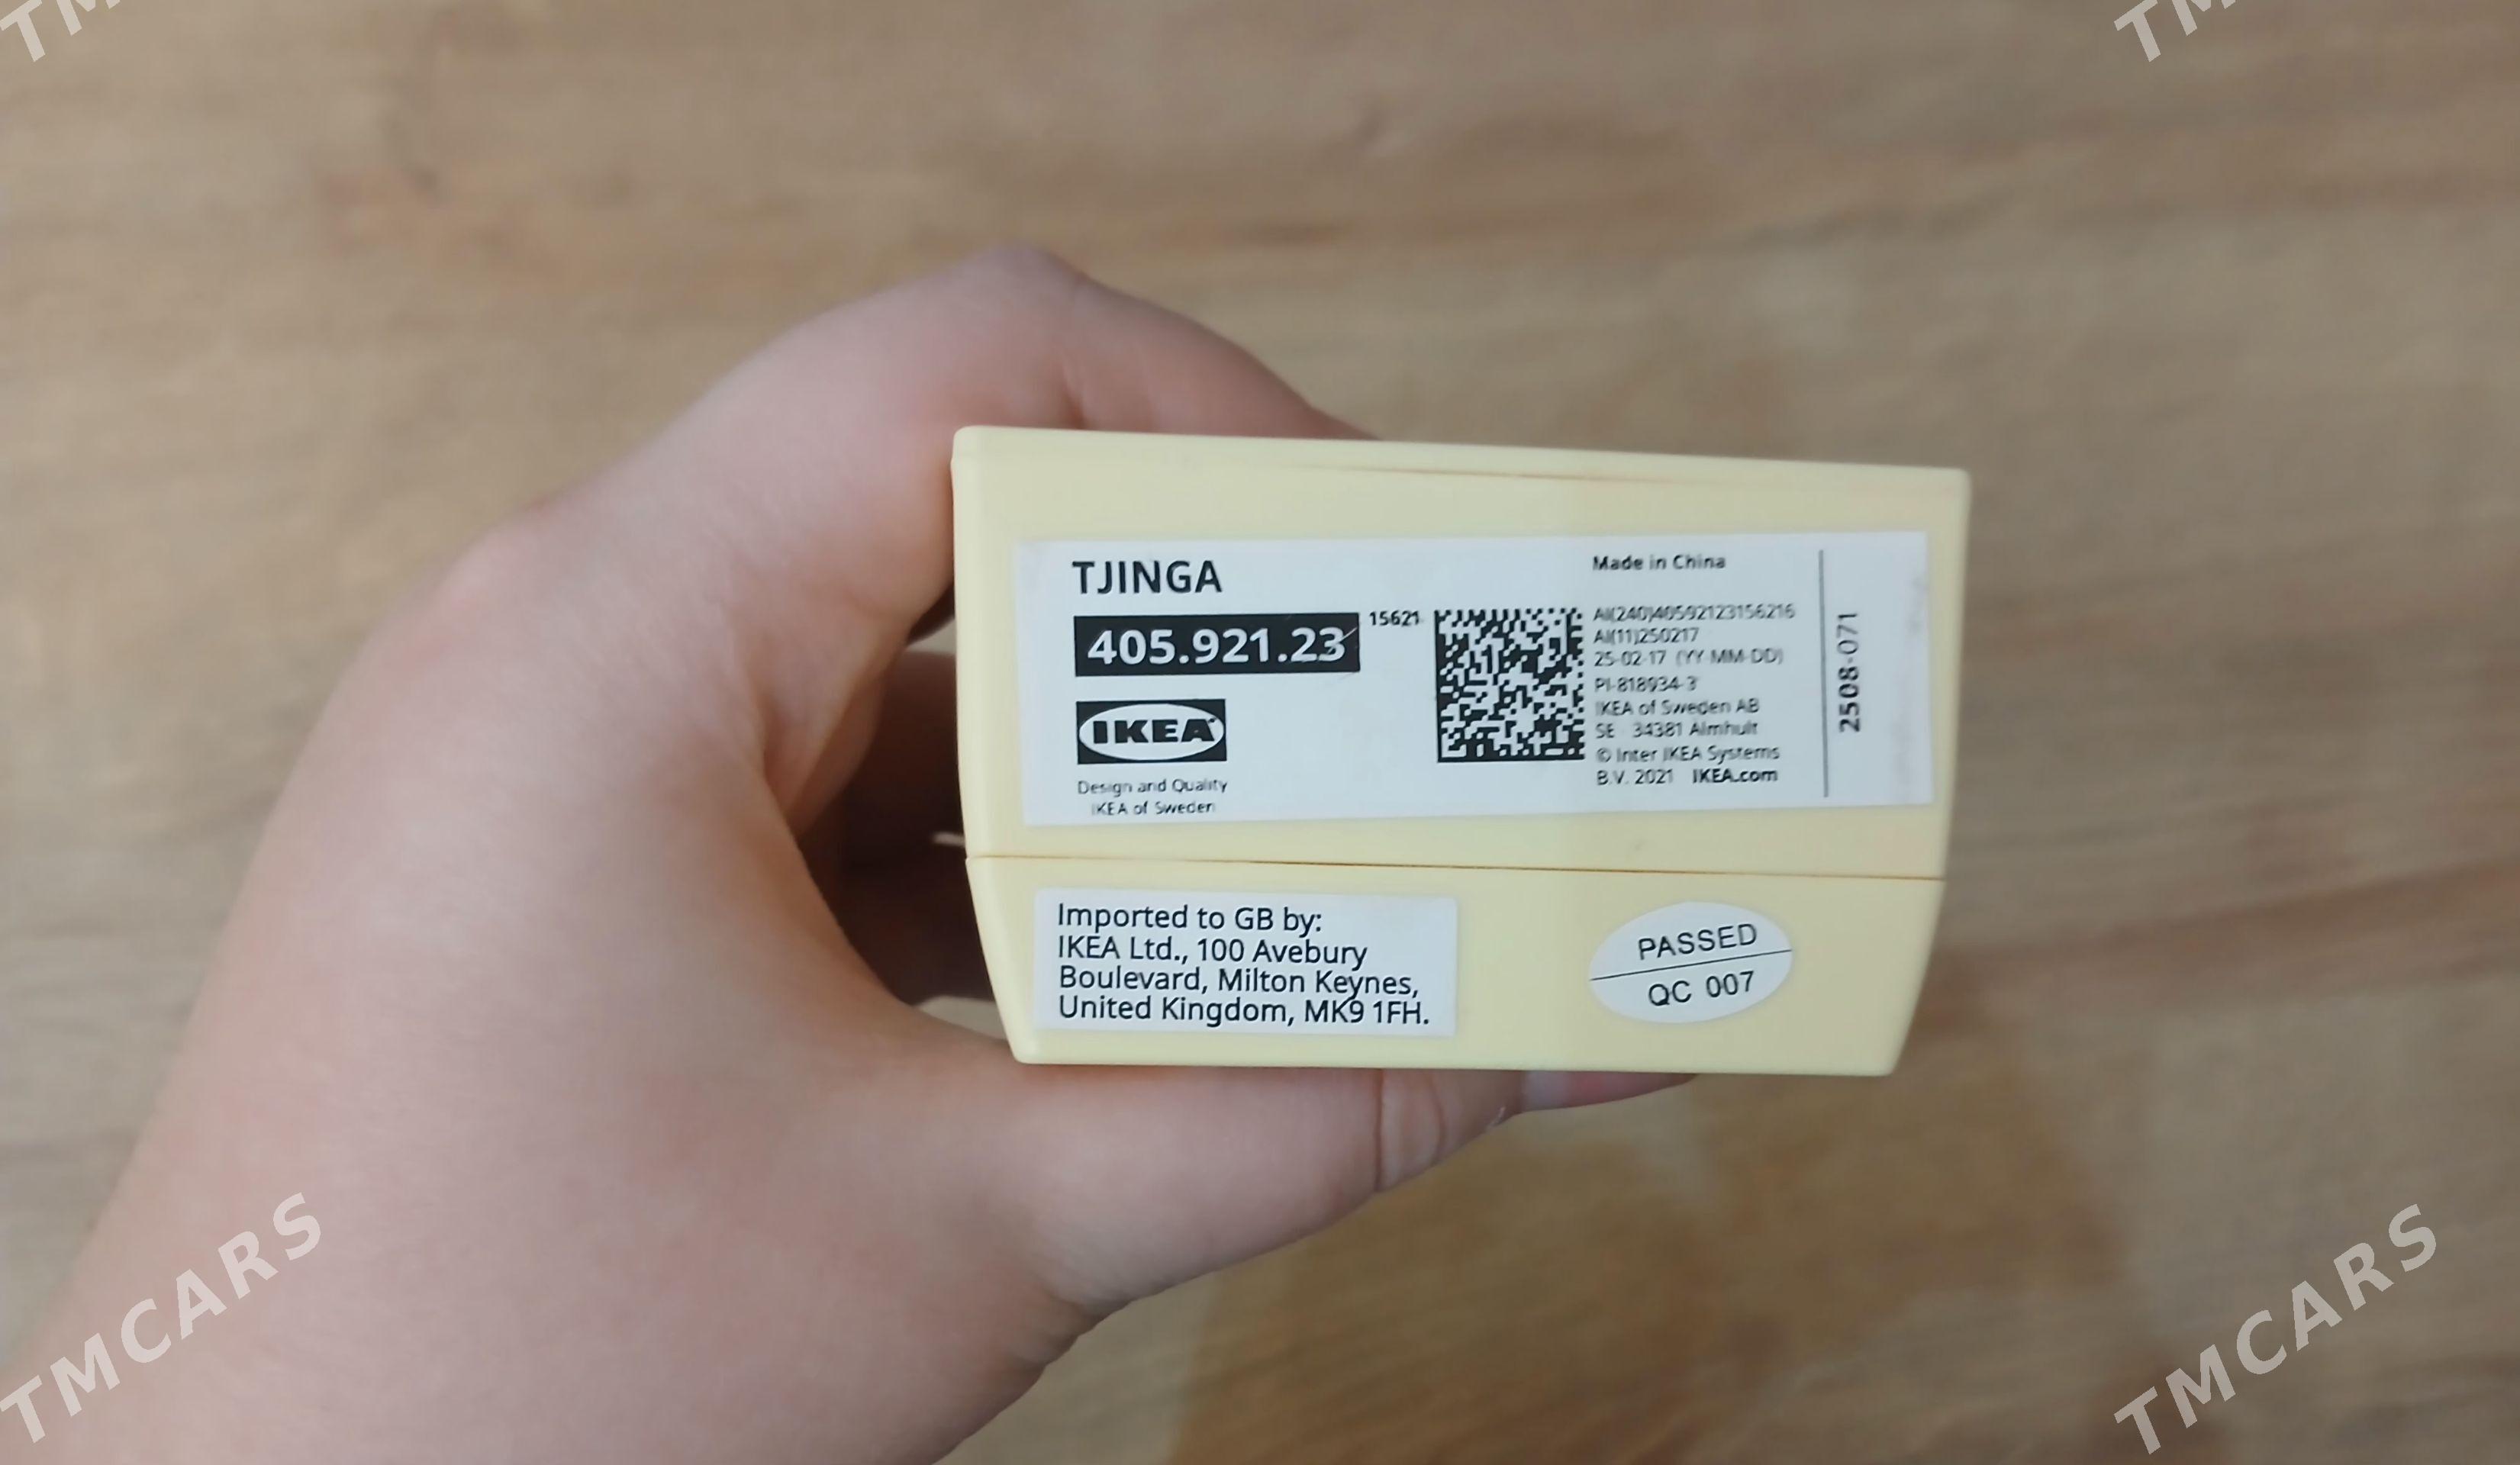 TJINGA
405.921.23
15621
IKEA
Design and Quality
IKEA of Sweden
Made in China
AI(240)40592123156216
AI(11)250217
25-02-17 (YY-MM-DD)
PI-818934-3
IKEA of Sweden AB
SE - 34381 Älmhult
© Inter IKEA Systems
B.V. 2021 IKEA.com
2508-071
Imported to GB by:
IKEA Ltd., 100 Avebury
Boulevard, Milton Keynes,
United Kingdom, MK9 1FH.
PASSED
QC 007
TMCARS
TMCARS